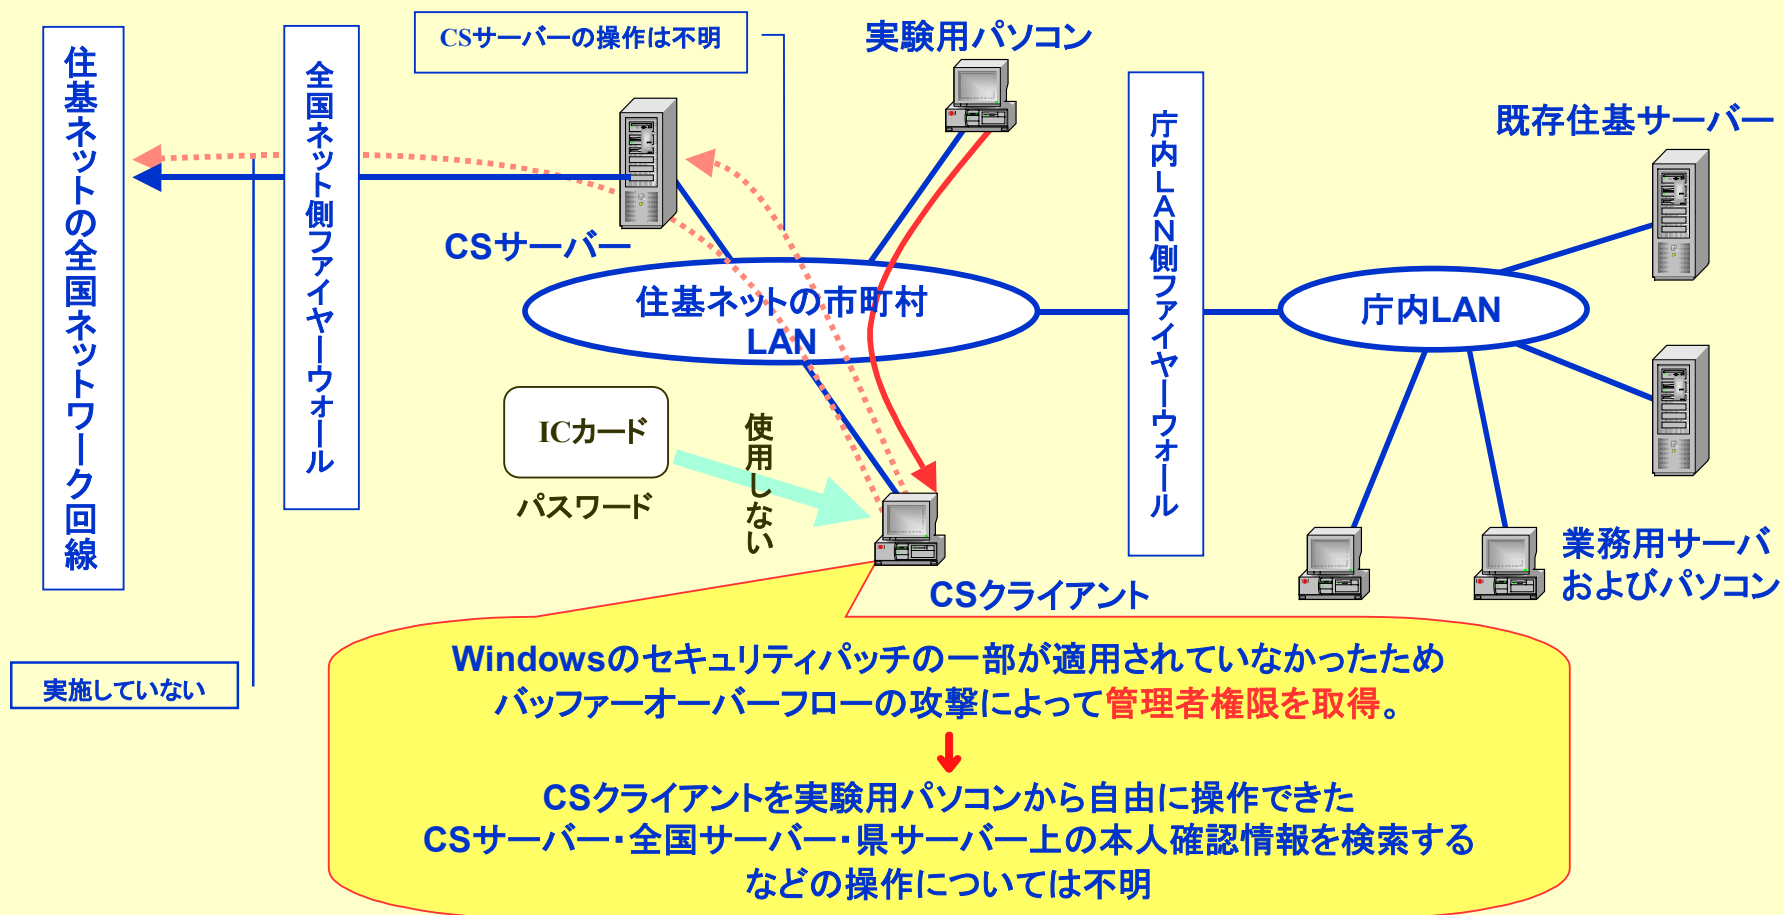 住基ネットの全国ネットワーク回線
全国ネット側ファイヤーウオール
CSサーバーの操作は不明
実験用パソコン
庁内LAN側ファイヤーウオール
既存住基サーバー
CSサーバー
住基ネットの市町村
LAN
庁内LAN
ICカード
パスワード
使用しない
CSクライアント
業務用サーバ
およびパソコン
実施していない
Windowsのセキュリティパッチの一部が適用されていなかったため
バッファーオーバーフローの攻撃によって管理者権限を取得。
CSクライアントを実験用パソコンから自由に操作できた
CSサーバー・全国サーバー・県サーバー上の本人確認情報を検索する
などの操作については不明